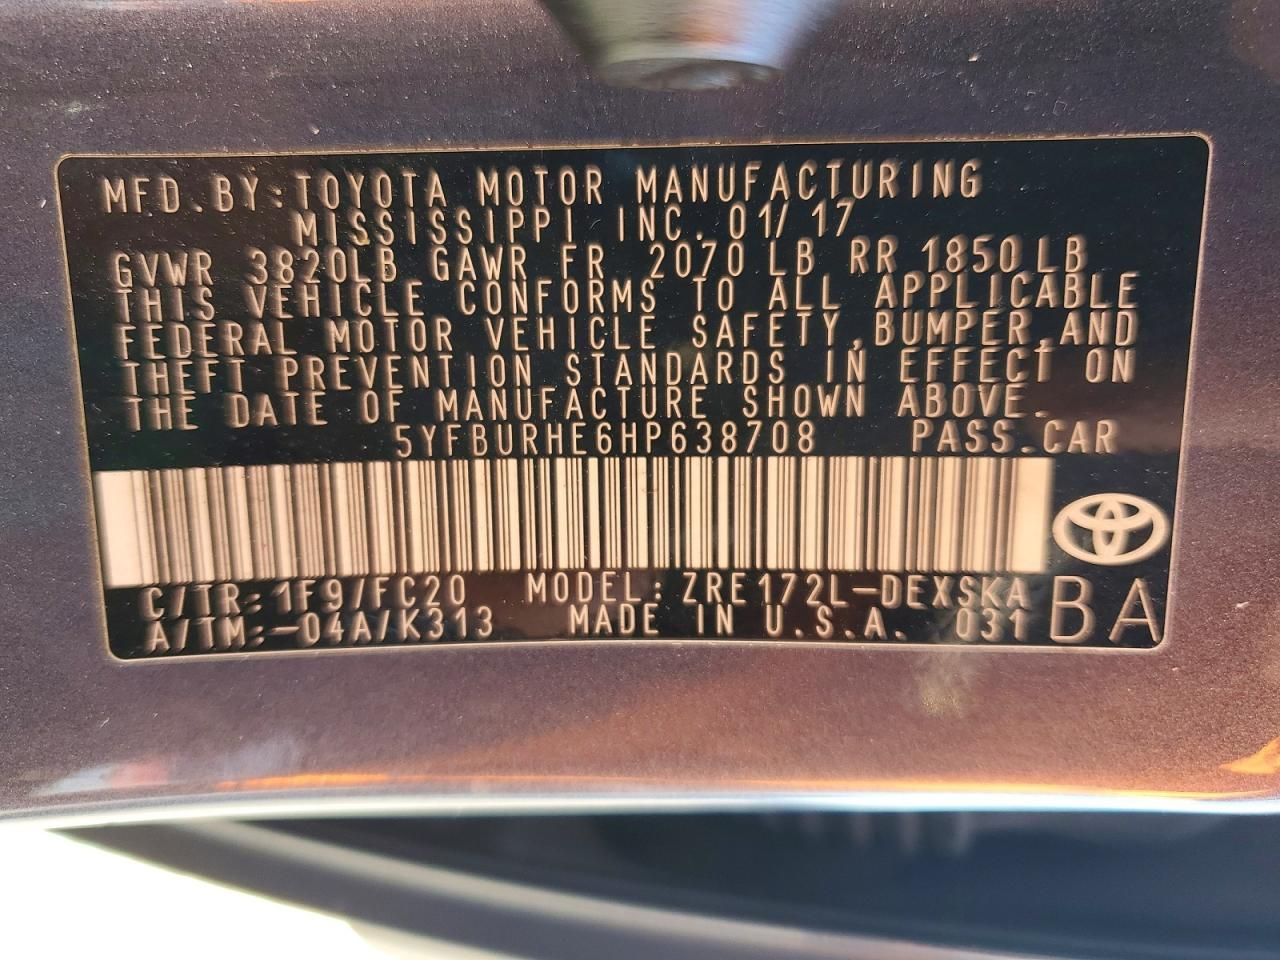 MFD.BY:TOYOTA MOTOR MANUFACTURING
MISSISSIPPI INC. 01/17
GVWR 3820LB GAWR FR 2070 LB RR 1850LB
THIS VEHICLE CONFORMS TO ALL APPLICABLE
FEDERAL MOTOR VEHICLE SAFETY,BUMPER,AND
THEFT PREVENTION STANDARDS IN EFFECT ON
THE DATE OF MANUFACTURE SHOWN ABOVE.
5YFBURHE6HP638708 PASS.CAR
C/TR:1F9/FC20 MODEL:ZRE172L-DEXSKA
A/TM:-04A/K313 MADE IN U.S.A. 031
BA